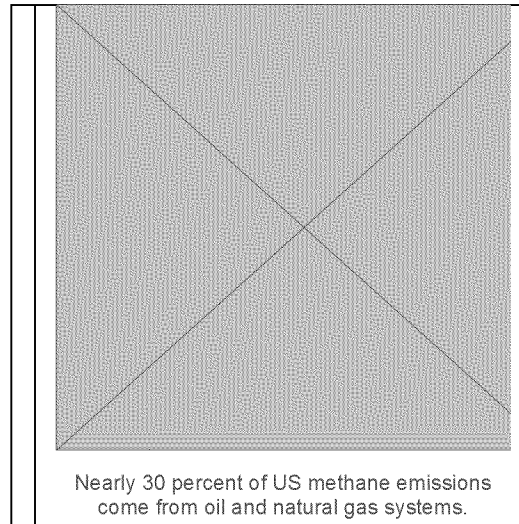 Nearly 30 percent of US methane emissions
come from oil and natural gas systems.